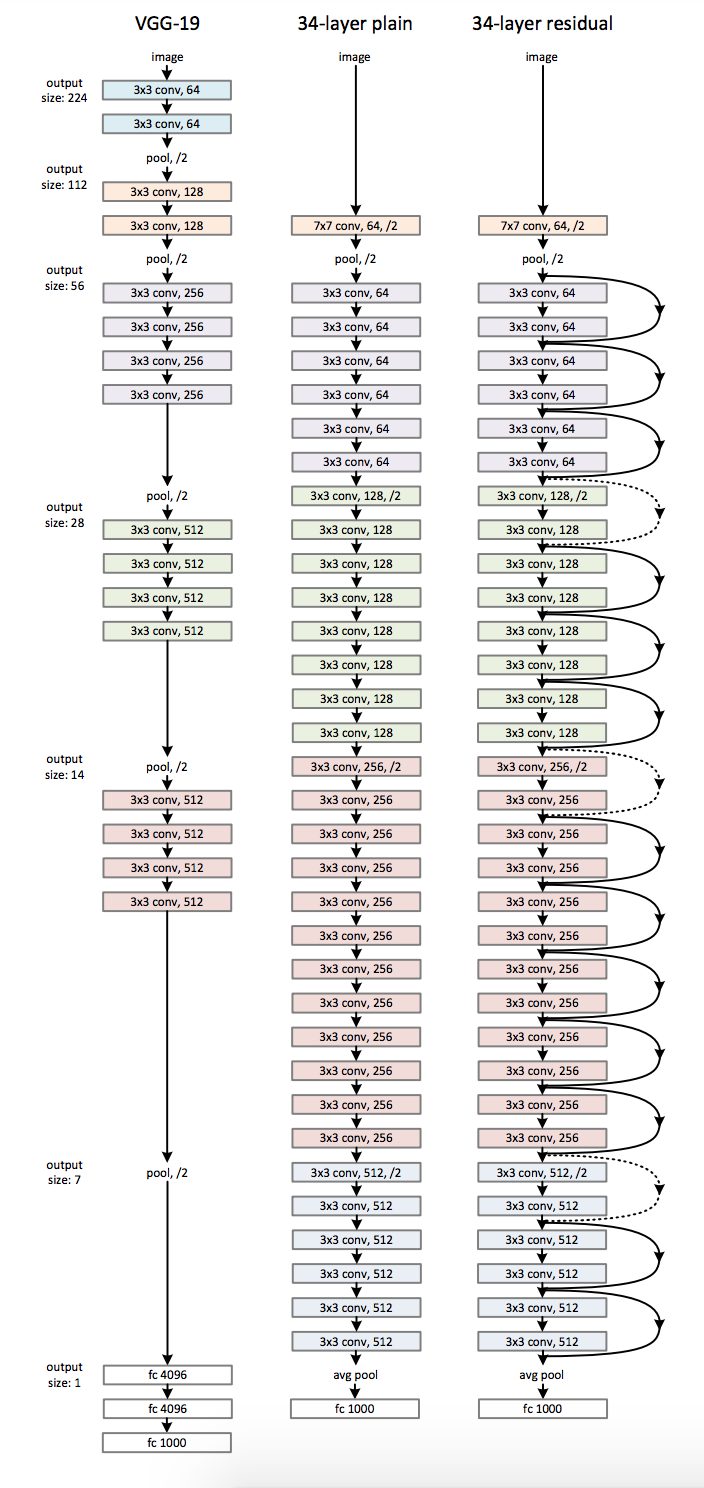 VGG-19
image
output
size: 224
3x3 conv, 64
3x3 conv, 64
pool, /2
output
size: 112
3x3 conv, 128
3x3 conv, 128
pool, /2
output
size: 56
3x3 conv, 256
3x3 conv, 256
3x3 conv, 256
3x3 conv, 256
pool, /2
output
size: 28
3x3 conv, 512
3x3 conv, 512
3x3 conv, 512
3x3 conv, 512
pool, /2
output
size: 14
3x3 conv, 512
3x3 conv, 512
3x3 conv, 512
3x3 conv, 512
output
size: 7
pool, /2
output
size: 1
fc 4096
fc 4096
fc 1000
34-layer plain
image
7x7 conv, 64, /2
pool, /2
3x3 conv, 64
3x3 conv, 64
3x3 conv, 64
3x3 conv, 64
3x3 conv, 64
3x3 conv, 64
3x3 conv, 128, /2
3x3 conv, 128
3x3 conv, 128
3x3 conv, 128
3x3 conv, 128
3x3 conv, 128
3x3 conv, 128
3x3 conv, 128
3x3 conv, 256, /2
3x3 conv, 256
3x3 conv, 256
3x3 conv, 256
3x3 conv, 256
3x3 conv, 256
3x3 conv, 256
3x3 conv, 256
3x3 conv, 256
3x3 conv, 256
3x3 conv, 256
3x3 conv, 256
3x3 conv, 512, /2
3x3 conv, 512
3x3 conv, 512
3x3 conv, 512
3x3 conv, 512
3x3 conv, 512
avg pool
fc 1000
34-layer residual
image
7x7 conv, 64, /2
pool, /2
3x3 conv, 64
3x3 conv, 64
3x3 conv, 64
3x3 conv, 64
3x3 conv, 64
3x3 conv, 64
3x3 conv, 128, /2
3x3 conv, 128
3x3 conv, 128
3x3 conv, 128
3x3 conv, 128
3x3 conv, 128
3x3 conv, 128
3x3 conv, 128
3x3 conv, 256, /2
3x3 conv, 256
3x3 conv, 256
3x3 conv, 256
3x3 conv, 256
3x3 conv, 256
3x3 conv, 256
3x3 conv, 256
3x3 conv, 256
3x3 conv, 256
3x3 conv, 256
3x3 conv, 256
3x3 conv, 512, /2
3x3 conv, 512
3x3 conv, 512
3x3 conv, 512
3x3 conv, 512
3x3 conv, 512
avg pool
fc 1000